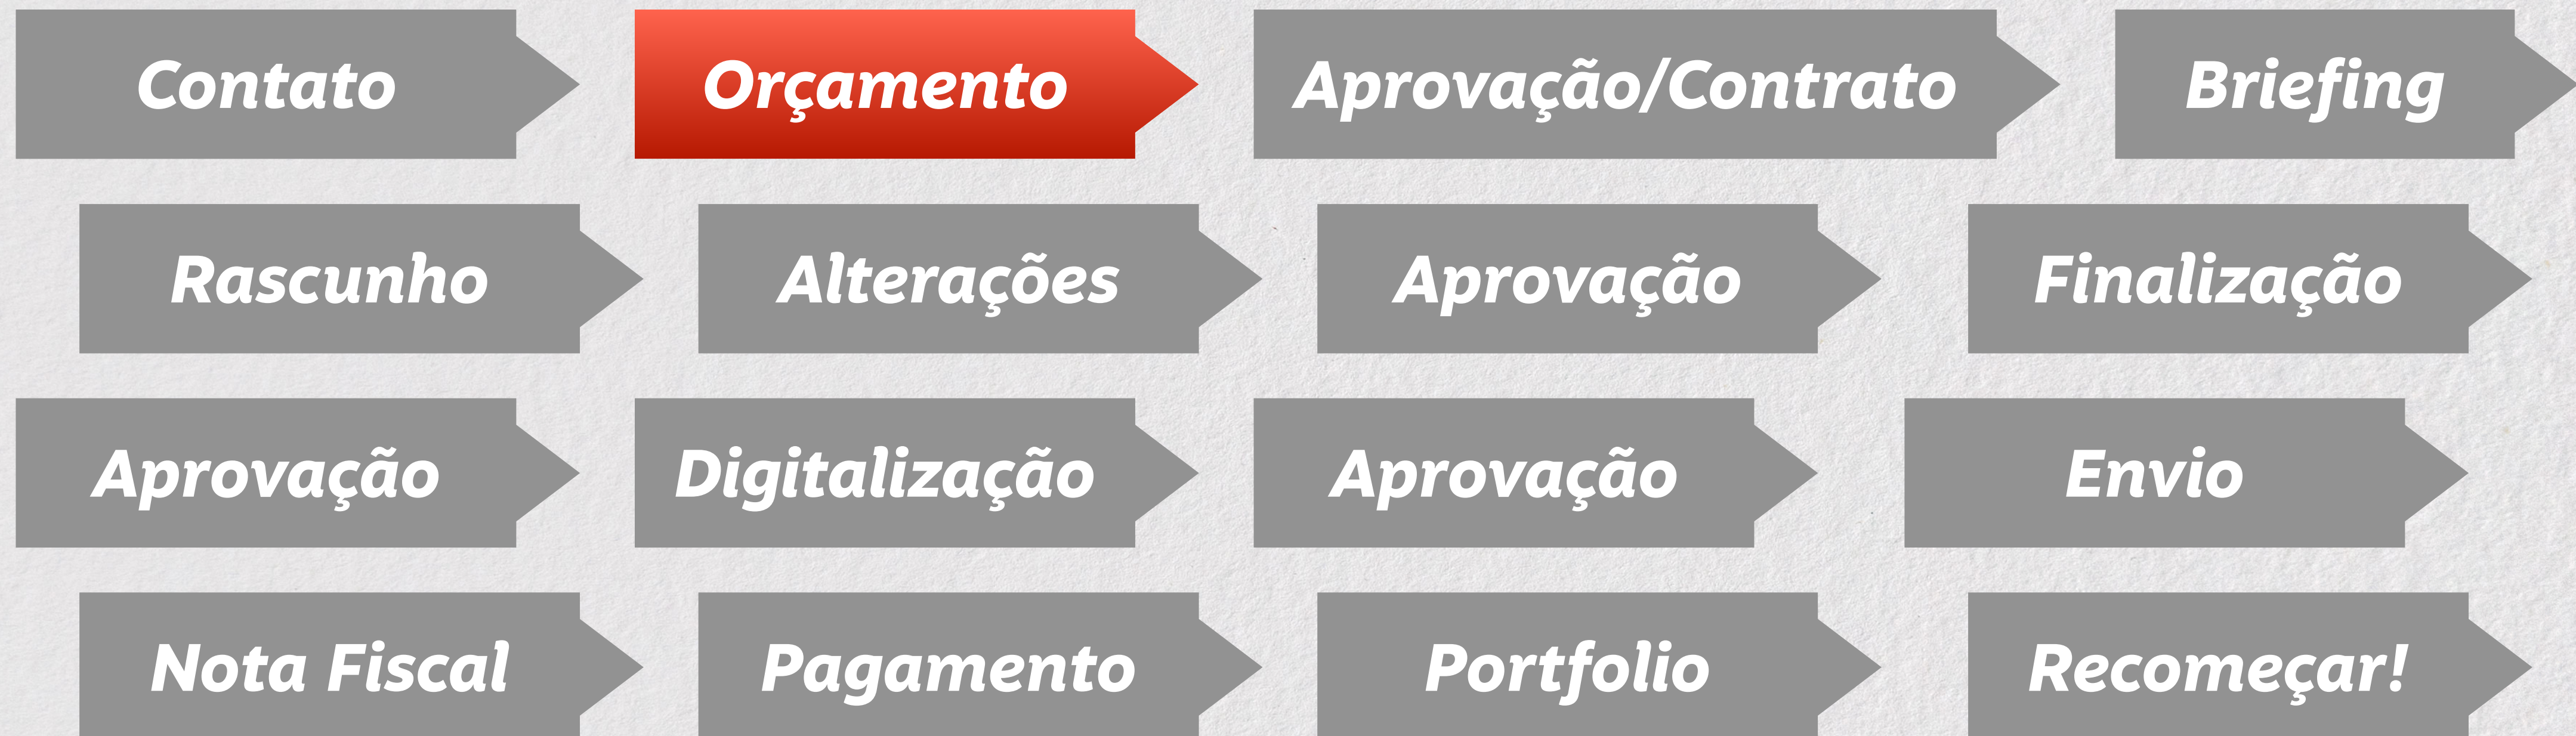 Contato
Orçamento
Aprovação/Contrato
Briefing
Rascunho
Alterações
Aprovação
Finalização
Aprovação
Digitalização
Aprovação
Envio
Nota Fiscal
Pagamento
Portfolio
Recomeçar!